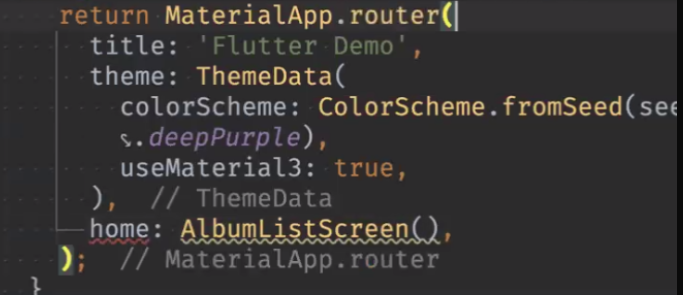 return MaterialApp.router(
title: 'Flutter Demo',
theme: ThemeData(
colorScheme: ColorScheme.fromSeed(see
s.deepPurple),
useMaterial3: true,
), // ThemeData
home: AlbumListScreen(),
); // MaterialApp.router
}